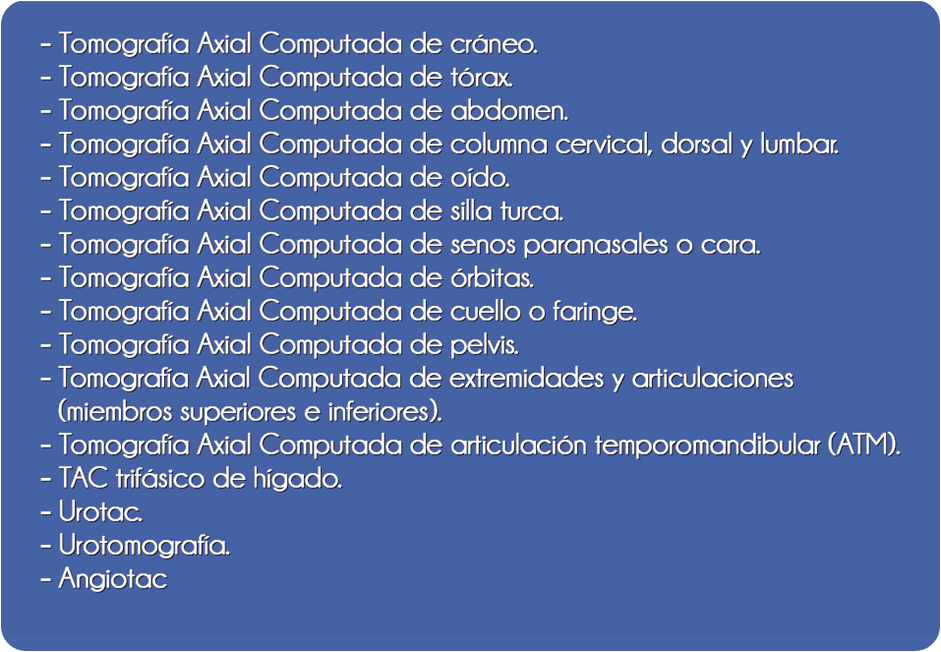 - Tomografía Axial Computada de cráneo.
- Tomografía Axial Computada de tórax.
- Tomografía Axial Computada de abdomen.
- Tomografía Axial Computada de columna cervical, dorsal y lumbar.
- Tomografía Axial Computada de oído.
- Tomografía Axial Computada de silla turca.
- Tomografía Axial Computada de senos paranasales o cara.
- Tomografía Axial Computada de órbitas.
- Tomografía Axial Computada de cuello o faringe.
- Tomografía Axial Computada de pelvis.
- Tomografía Axial Computada de extremidades y articulaciones
(miembros superiores e inferiores).
- Tomografía Axial Computada de articulación temporomandibular (ATM).
- TAC trifásico de hígado.
- Urotac.
- Urotomografía.
- Angiotac